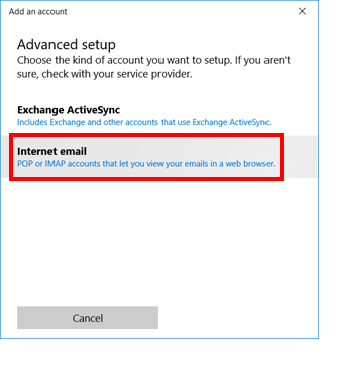 Add an account
Advanced setup
Choose the kind of account you want to setup. If you aren't
sure, check with your service provider.
Exchange ActiveSync
Includes Exchange and other accounts that use Exchange ActiveSync.
Internet email
POP or IMAP accounts that let you view your emails in a web browser.
Cancel